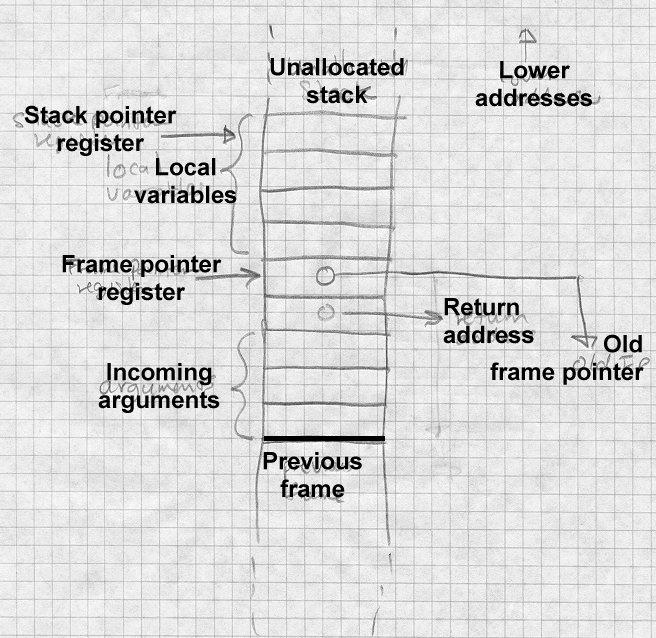 Unallocated
stack
Lower
addresses
Stack pointer
register
Local
variables
Frame pointer
register
Return
address
Old
frame pointer
Incoming
arguments
Previous
frame